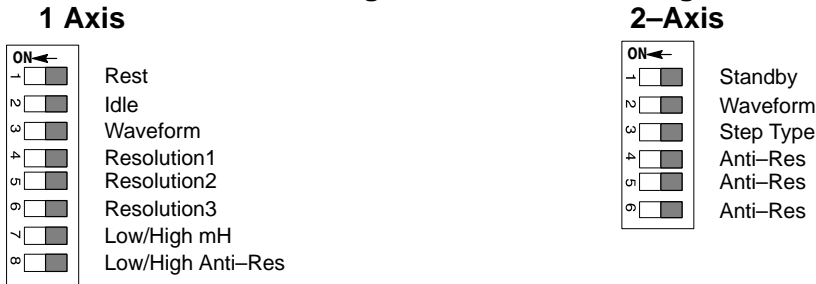 1 Axis
ON
1 Rest
2 Idle
3 Waveform
4 Resolution1
5 Resolution2
6 Resolution3
7 Low/High mH
8 Low/High Anti–Res
2–Axis
ON
1 Standby
2 Waveform
3 Step Type
4 Anti–Res
5 Anti–Res
6 Anti–Res